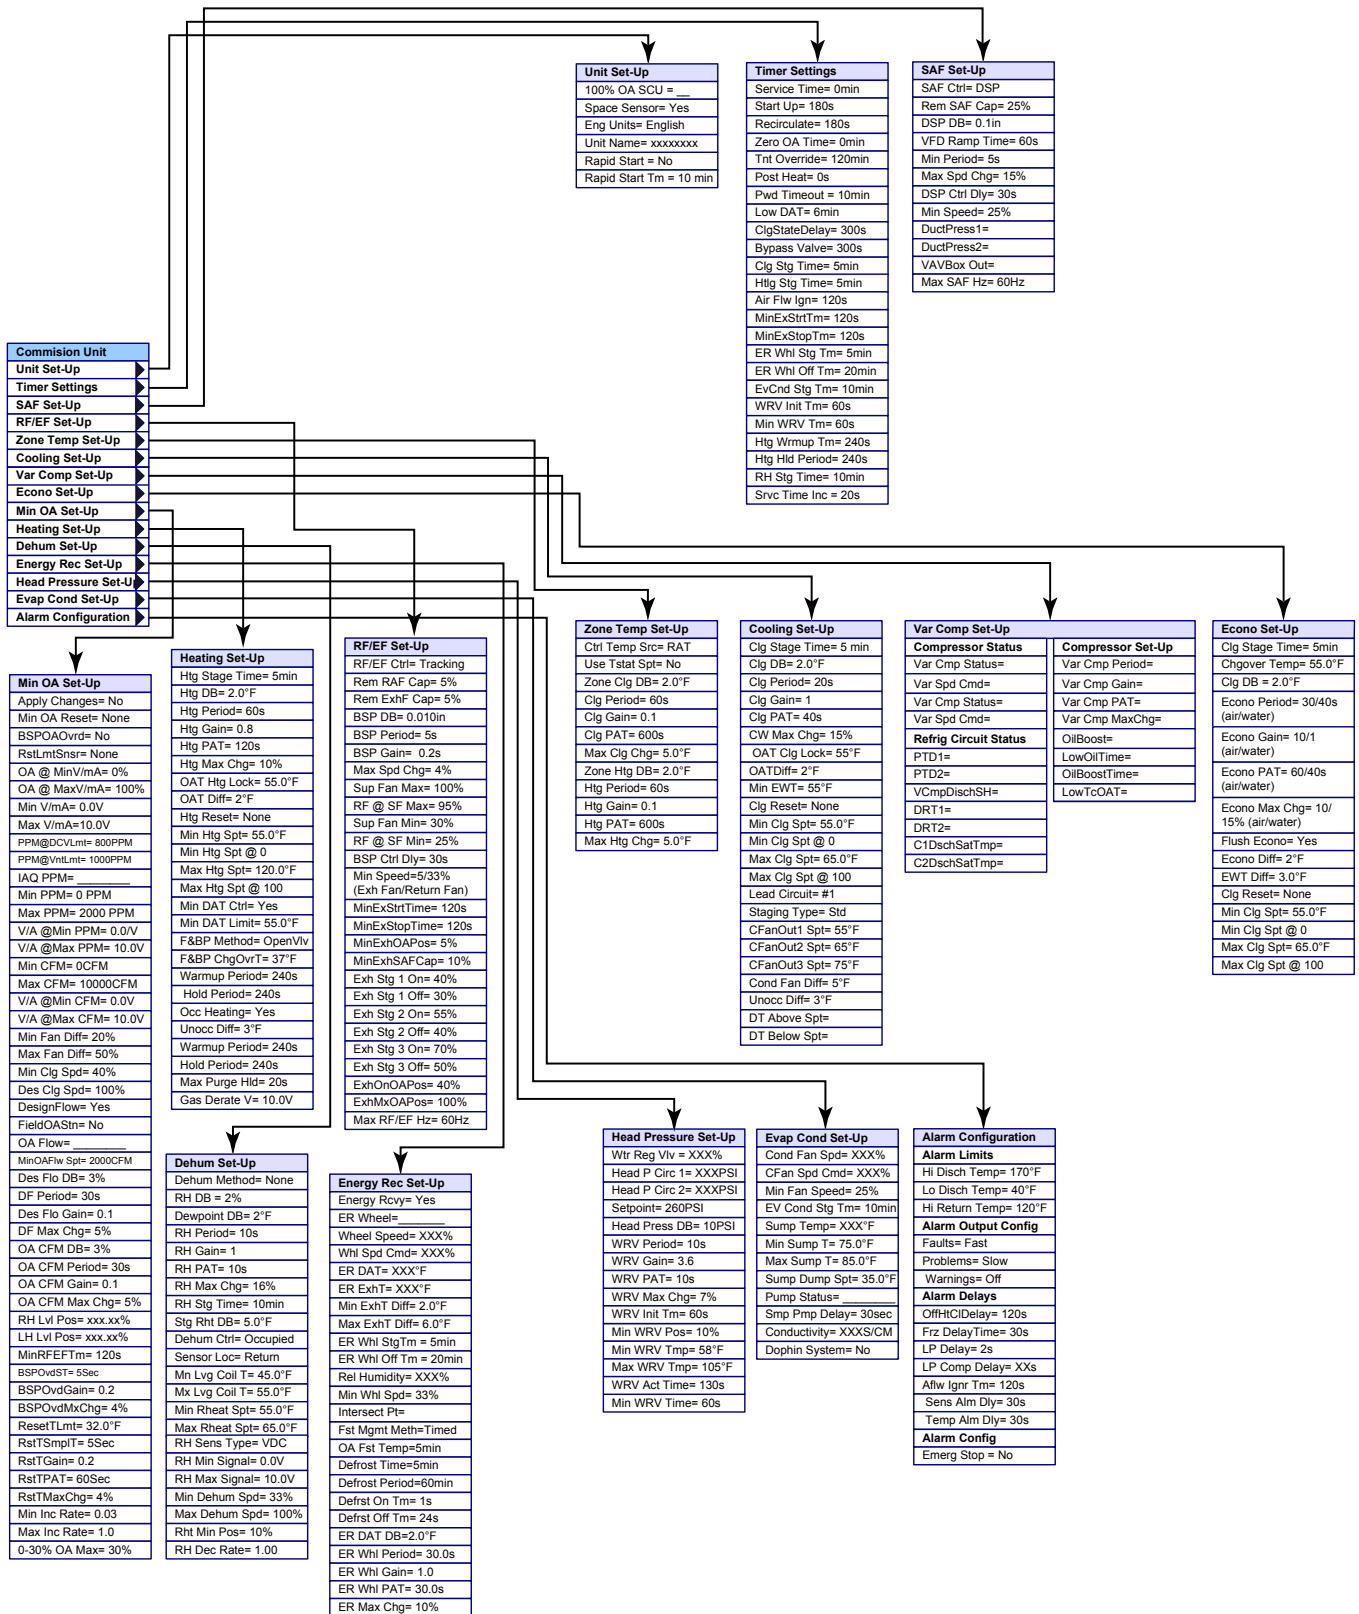 Commision Unit
Unit Set-Up
Timer Settings
SAF Set-Up
RF/EF Set-Up
Zone Temp Set-Up
Cooling Set-Up
Var Comp Set-Up
Econo Set-Up
Min OA Set-Up
Heating Set-Up
Dehum Set-Up
Energy Rec Set-Up
Head Pressure Set-Up
Evap Cond Set-Up
Alarm Configuration
Unit Set-Up
100% OA SCU = __
Space Sensor= Yes
Eng Units= English
Unit Name= xxxxxxxx
Rapid Start = No
Rapid Start Tm = 10 min
Timer Settings
Service Time= 0min
Start Up= 180s
Recirculate= 180s
Zero OA Time= 0min
Tnt Override= 120min
Post Heat= 0s
Pwd Timeout = 10min
Low DAT= 6min
ClgStateDelay= 300s
Bypass Valve= 300s
Clg Stg Time= 5min
Htlg Stg Time= 5min
Air Flw Ign= 120s
MinExStrtTm= 120s
MinExStopTm= 120s
ER Whl Stg Tm= 5min
ER Whl Off Tm= 20min
EvCnd Stg Tm= 10min
WRV Init Tm= 60s
Min WRV Tm= 60s
Htg Wrmup Tm= 240s
Htg Hld Period= 240s
RH Stg Time= 10min
Srvc Time Inc = 20s
SAF Set-Up
SAF Ctrl= DSP
Rem SAF Cap= 25%
DSP DB= 0.1in
VFD Ramp Time= 60s
Min Period= 5s
Max Spd Chg= 15%
DSP Ctrl Dly= 30s
Min Speed= 25%
DuctPress1=
DuctPress2=
VAVBox Out=
Max SAF Hz= 60Hz
Min OA Set-Up
Apply Changes= No
Min OA Reset= None
BSPOAOvrd= No
RstLmtSnsr= None
OA @ MinV/mA= 0%
OA @ MaxV/mA= 100%
Min V/mA= 0.0V
Max V/mA=10.0V
PPM@DCVLmt= 800PPM
PPM@VntLmt= 1000PPM
IAQ PPM= ________
Min PPM= 0 PPM
Max PPM= 2000 PPM
V/A @Min PPM= 0.0/V
V/A @Max PPM= 10.0V
Min CFM= 0CFM
Max CFM= 10000CFM
V/A @Min CFM= 0.0V
V/A @Max CFM= 10.0V
Min Fan Diff= 20%
Max Fan Diff= 50%
Min Clg Spd= 40%
Des Clg Spd= 100%
DesignFlow= Yes
FieldOAStn= No
OA Flow= ________
MinOAFlw Spt= 2000CFM
Des Flo DB= 3%
DF Period= 30s
Des Flo Gain= 0.1
DF Max Chg= 5%
OA CFM DB= 3%
OA CFM Period= 30s
OA CFM Gain= 0.1
OA CFM Max Chg= 5%
RH Lvl Pos= xxx.xx%
LH Lvl Pos= xxx.xx%
MinRFEFTm= 120s
BSPOvdST= 5Sec
BSPOvdGain= 0.2
BSPOvdMxChg= 4%
ResetTLmt= 32.0°F
RstTSmplT= 5Sec
RstTGain= 0.2
RstTPAT= 60Sec
RstTMaxChg= 4%
Min Inc Rate= 0.03
Max Inc Rate= 1.0
0-30% OA Max= 30%
Heating Set-Up
Htg Stage Time= 5min
Htg DB= 2.0°F
Htg Period= 60s
Htg Gain= 0.8
Htg PAT= 120s
Htg Max Chg= 10%
OAT Htg Lock= 55.0°F
OAT Diff= 2°F
Htg Reset= None
Min Htg Spt= 55.0°F
Min Htg Spt @ 0
Max Htg Spt= 120.0°F
Max Htg Spt @ 100
Min DAT Ctrl= Yes
Min DAT Limit= 55.0°F
F&BP Method= OpenVlv
F&BP ChgOvrT= 37°F
Warmup Period= 240s
Hold Period= 240s
Occ Heating= Yes
Unocc Diff= 3°F
Warmup Period= 240s
Hold Period= 240s
Max Purge Hld= 20s
Gas Derate V= 10.0V
Dehum Set-Up
Dehum Method= None
RH DB = 2%
Dewpoint DB= 2°F
RH Period= 10s
RH Gain= 1
RH PAT= 10s
RH Max Chg= 16%
RH Stg Time= 10min
Stg Rht DB= 5.0°F
Dehum Ctrl= Occupied
Sensor Loc= Return
Mn Lvg Coil T= 45.0°F
Mx Lvg Coil T= 55.0°F
Min Rheat Spt= 55.0°F
Max Rheat Spt= 65.0°F
RH Sens Type= VDC
RH Min Signal= 0.0V
RH Max Signal= 10.0V
Min Dehum Spd= 33%
Max Dehum Spd= 100%
Rht Min Pos= 10%
RH Dec Rate= 1.00
RF/EF Set-Up
RF/EF Ctrl= Tracking
Rem RAF Cap= 5%
Rem ExhF Cap= 5%
BSP DB= 0.010in
BSP Period= 5s
BSP Gain=  0.2s
Max Spd Chg= 4%
Sup Fan Max= 100%
RF @ SF Max= 95%
Sup Fan Min= 30%
RF @ SF Min= 25%
BSP Ctrl Dly= 30s
Min Speed=5/33%
(Exh Fan/Return Fan)
MinExStrtTime= 120s
MinExStopTime= 120s
MinExhOAPos= 5%
MinExhSAFCap= 10%
Exh Stg 1 On= 40%
Exh Stg 1 Off= 30%
Exh Stg 2 On= 55%
Exh Stg 2 Off= 40%
Exh Stg 3 On= 70%
Exh Stg 3 Off= 50%
ExhOnOAPos= 40%
ExhMxOAPos= 100%
Max RF/EF Hz= 60Hz
Energy Rec Set-Up
Energy Rcvy= Yes
ER Wheel=_______
Wheel Speed= XXX%
Whl Spd Cmd= XXX%
ER DAT= XXX°F
ER ExhT= XXX°F
Min ExhT Diff= 2.0°F
Max ExhT Diff= 6.0°F
ER Whl StgTm = 5min
ER Whl Off Tm = 20min
Rel Humidity= XXX%
Min Whl Spd= 33%
Intersect Pt=
Fst Mgmt Meth=Timed
OA Fst Temp=5min
Defrost Time=5min
Defrost Period=60min
Defrst On Tm= 1s
Defrst Off Tm= 24s
ER DAT DB=2.0°F
ER Whl Period= 30.0s
ER Whl Gain= 1.0
ER Whl PAT= 30.0s
ER Max Chg= 10%
Zone Temp Set-Up
Ctrl Temp Src= RAT
Use Tstat Spt= No
Zone Clg DB= 2.0°F
Clg Period= 60s
Clg Gain= 0.1
Clg PAT= 600s
Max Clg Chg= 5.0°F
Zone Htg DB= 2.0°F
Htg Period= 60s
Htg Gain= 0.1
Htg PAT= 600s
Max Htg Chg= 5.0°F
Cooling Set-Up
Clg Stage Time= 5 min
Clg DB= 2.0°F
Clg Period= 20s
Clg Gain= 1
Clg PAT= 40s
CW Max Chg= 15%
OAT Clg Lock= 55°F
OATDiff= 2°F
Min EWT= 55°F
Clg Reset= None
Min Clg Spt= 55.0°F
Min Clg Spt @ 0
Max Clg Spt= 65.0°F
Max Clg Spt @ 100
Lead Circuit= #1
Staging Type= Std
CFanOut1 Spt= 55°F
CFanOut2 Spt= 65°F
CFanOut3 Spt= 75°F
Cond Fan Diff= 5°F
Unocc Diff= 3°F
DT Above Spt=
DT Below Spt=
Var Comp Set-Up
Compressor Status
Var Cmp Status=
Var Spd Cmd=
Var Cmp Status=
Var Spd Cmd=
Refrig Circuit Status
PTD1=
PTD2=
VCmpDischSH=
DRT1=
DRT2=
C1DschSatTmp=
C2DschSatTmp=
Compressor Set-Up
Var Cmp Period=
Var Cmp Gain=
Var Cmp PAT=
Var Cmp MaxChg=
OilBoost=
LowOilTime=
OilBoostTime=
LowTcOAT=
Econo Set-Up
Clg Stage Time= 5min
Chgover Temp= 55.0°F
Clg DB = 2.0°F
Econo Period= 30/40s
(air/water)
Econo Gain= 10/1
(air/water)
Econo PAT= 60/40s
(air/water)
Econo Max Chg= 10/
15% (air/water)
Flush Econo= Yes
Econo Diff= 2°F
EWT Diff= 3.0°F
Clg Reset= None
Min Clg Spt= 55.0°F
Min Clg Spt @ 0
Max Clg Spt= 65.0°F
Max Clg Spt @ 100
Head Pressure Set-Up
Wtr Reg Vlv = XXX%
Head P Circ 1= XXXPSI
Head P Circ 2= XXXPSI
Setpoint= 260PSI
Head Press DB= 10PSI
WRV Period= 10s
WRV Gain= 3.6
WRV PAT= 10s
WRV Max Chg= 7%
WRV Init Tm= 60s
Min WRV Pos= 10%
Min WRV Tmp= 58°F
Max WRV Tmp= 105°F
WRV Act Time= 130s
Min WRV Time= 60s
Evap Cond Set-Up
Cond Fan Spd= XXX%
CFan Spd Cmd= XXX%
Min Fan Speed= 25%
EV Cond Stg Tm= 10min
Sump Temp= XXX°F
Min Sump T= 75.0°F
Max Sump T= 85.0°F
Sump Dump Spt= 35.0°F
Pump Status= ________
Smp Pmp Delay= 30sec
Conductivity= XXXS/CM
Dophin System= No
Alarm Configuration
Alarm Limits
Hi Disch Temp= 170°F
Lo Disch Temp= 40°F
Hi Return Temp= 120°F
Alarm Output Config
Faults= Fast
Problems= Slow
Warnings= Off
Alarm Delays
OffHtClDelay= 120s
Frz DelayTime= 30s
LP Delay= 2s
LP Comp Delay= XXs
Aflw Ignr Tm= 120s
Sens Alm Dly= 30s
Temp Alm Dly= 30s
Alarm Config
Emerg Stop = No